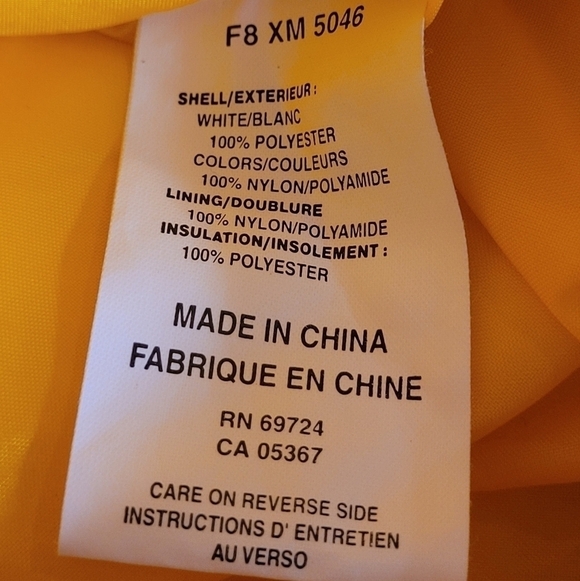 F8 XM 5046
SHELL/EXTERIEUR:
WHITE/BLANC
100% POLYESTER
COLORS/COULEURS
100% NYLON/POLYAMIDE
LINING/DOUBLURE
100% NYLON/POLYAMIDE
INSULATION/INSOLEMENT:
100% POLYESTER
MADE IN CHINA
FABRIQUE EN CHINE
RN 69724
CA 05367
CARE ON REVERSE SIDE
INSTRUCTIONS D' ENTRETIEN
AU VERSO